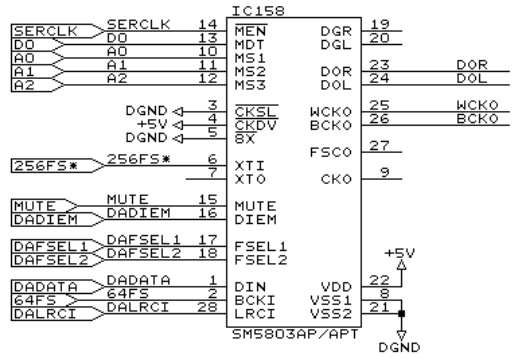 IC158
SERCLK SERCLK 14 MEN DGR 19
D0 D0 13 MDT DGL 20
A0 A0 10 MS1
A1 A1 11 MS2 DOR 23 DOR
A2 A2 12 MS3 DOL 24 DOL
DGND 3 CKSL WCKO 25 WCKO
+5V 4 CKDV BCKO 26 BCKO
DGND 5 8X
FSCO 27
256FS* 256FS* 6 XTI
7 XTO CKO 9
MUTE MUTE 15 MUTE
DADIEM DADIEM 16 DIEM
DAFSEL1 DAFSEL1 17 FSEL1
DAFSEL2 DAFSEL2 18 FSEL2
+5V
DADATA DADATA 1 DIN VDD 22
64FS 64FS 2 BCKI VSS1 8
DALRCI DALRCI 28 LRCI VSS2 21
SM5803AP/APT
DGND